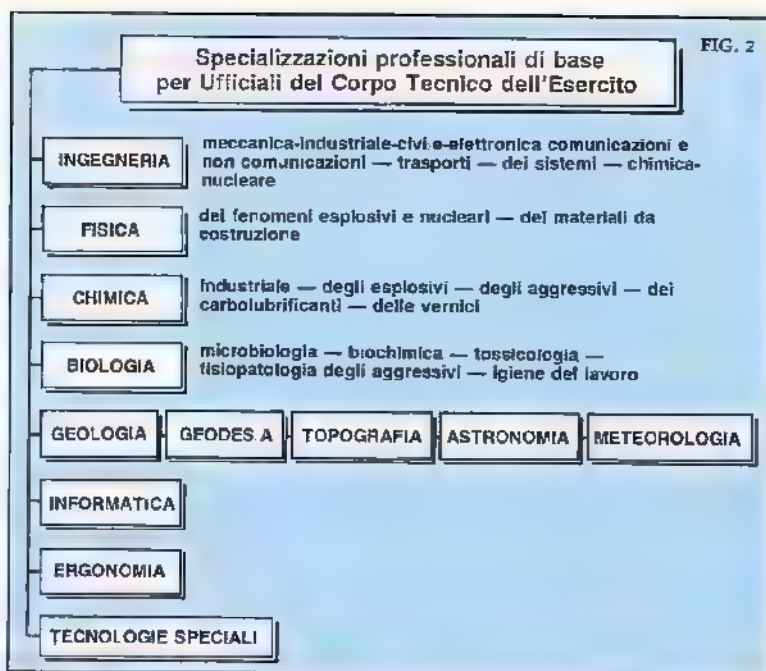 FIG. 2
Specializzazioni professionali di base
per Ufficiali del Corpo Tecnico dell'Esercito
INGEGNERIA
meccanica-industriale-civile-elettronica comunicazioni e
non comunicazioni — trasporti — dei sistemi — chimica-
nucleare
FISICA
dei fenomeni esplosivi e nucleari — dei materiali da
costruzione
CHIMICA
industriale — degli esplosivi — degli aggressivi — dei
carbolubrificanti — delle vernici
BIOLOGIA
microbiologia — biochimica — tossicologia —
fisiopatologia degli aggressivi — igiene del lavoro
GEOLOGIA GEODESIA TOPOGRAFIA ASTRONOMIA METEOROLOGIA
INFORMATICA
ERGONOMIA
TECNOLOGIE SPECIALI